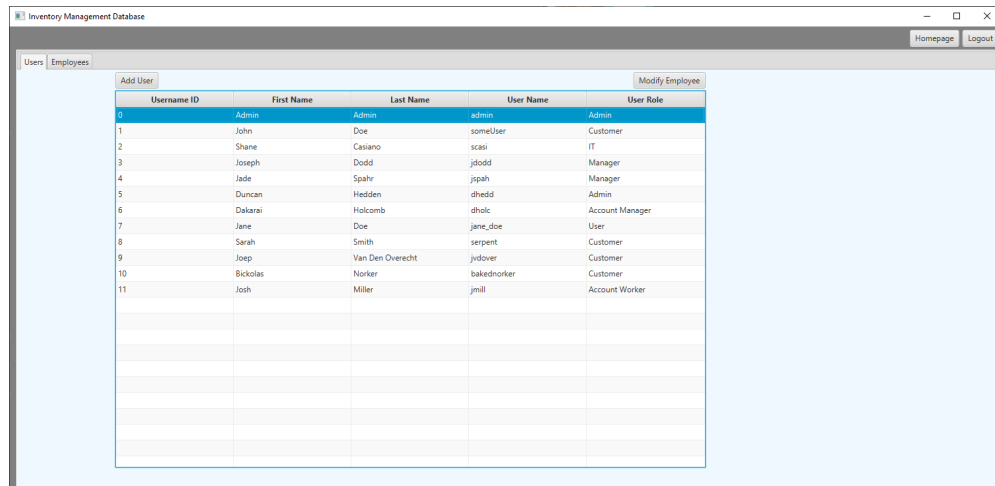 Inventory Management Database
Homepage Logout
Users Employees
Add User Modify Employee
Username ID First Name Last Name User Name User Role
0 Admin Admin admin Admin
1 John Doe someUser Customer
2 Shane Casiano scasi IT
3 Joseph Dodd jdodd Manager
4 Jade Spahr jspah Manager
5 Duncan Hedden dhedd Admin
6 Dakarai Holcomb dholc Account Manager
7 Jane Doe jane_doe User
8 Sarah Smith serpent Customer
9 Joep Van Den Overecht jvdover Customer
10 Bickolas Norker bakednorker Customer
11 Josh Miller jmill Account Worker